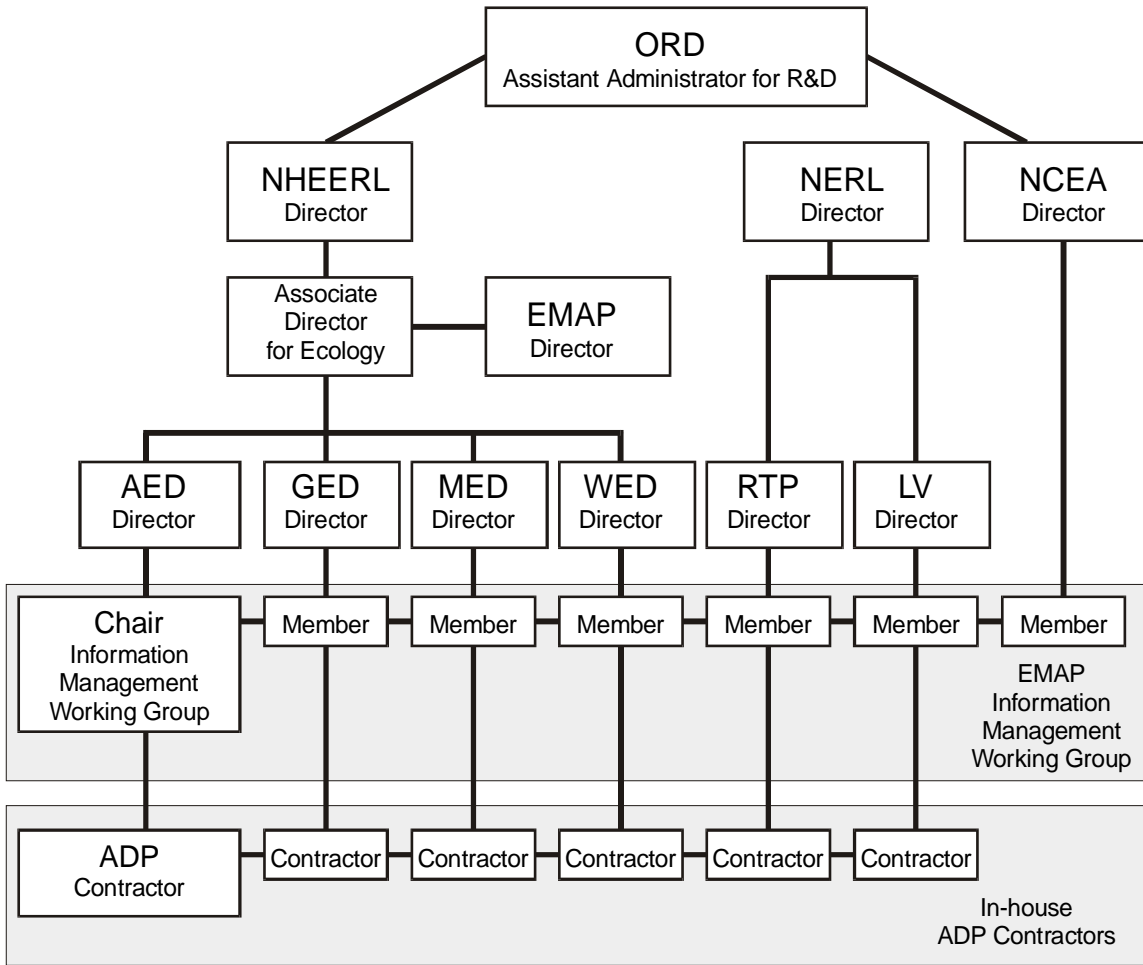 ORD
Assistant Administrator for R&D
NHEERL
Director
NERL
Director
NCEA
Director
Associate
Director
for Ecology
EMAP
Director
AED
Director
GED
Director
MED
Director
WED
Director
RTP
Director
LV
Director
Chair
Information
Management
Working Group
Member
Member
Member
Member
Member
Member
EMAP
Information
Management
Working Group
ADP
Contractor
Contractor
Contractor
Contractor
Contractor
Contractor
In-house
ADP Contractors